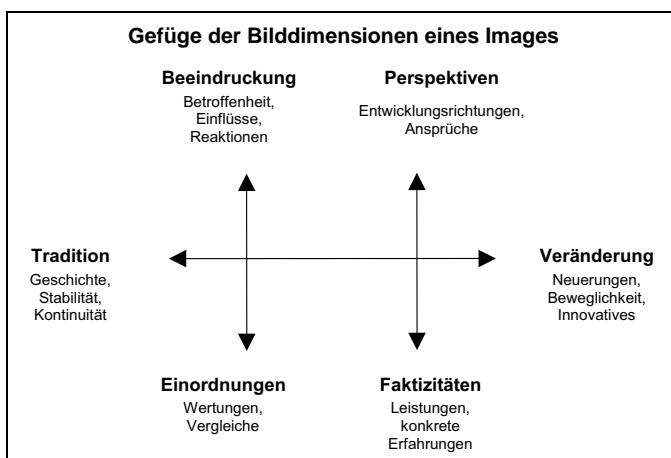 Gefüge der Bilddimensionen eines Images
Beeindruckung
Betroffenheit,
Einflüsse,
Reaktionen
Perspektiven
Entwicklungsrichtungen,
Ansprüche
Tradition
Geschichte,
Stabilität,
Kontinuität
Veränderung
Neuerungen,
Beweglichkeit,
Innovatives
Einordnungen
Wertungen,
Vergleiche
Faktizitäten
Leistungen,
konkrete
Erfahrungen